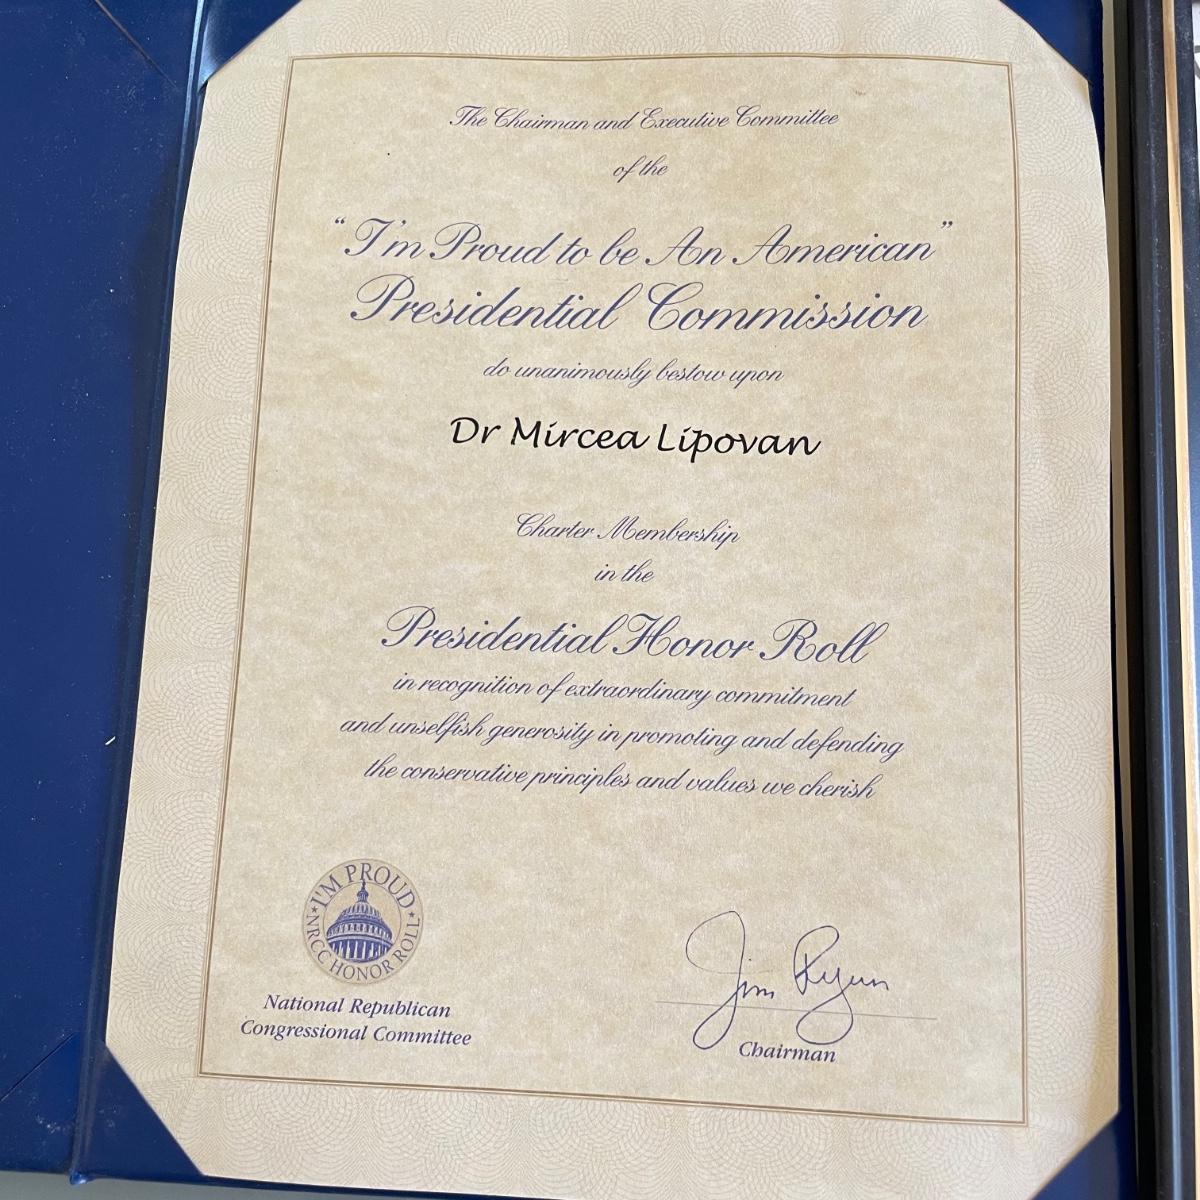 The Chairman and Executive Committee
of the
"I'm Proud to be An American"
Presidential Commission
do unanimously bestow upon
Dr Mircea Lipovan
Charter Membership
in the
Presidential Honor Roll
in recognition of extraordinary commitment
and unselfish generosity in promoting and defending
the conservative principles and values we cherish
I'M PROUD
NRCC HONOR ROLL
National Republican
Congressional Committee
Jim Ryun
Chairman